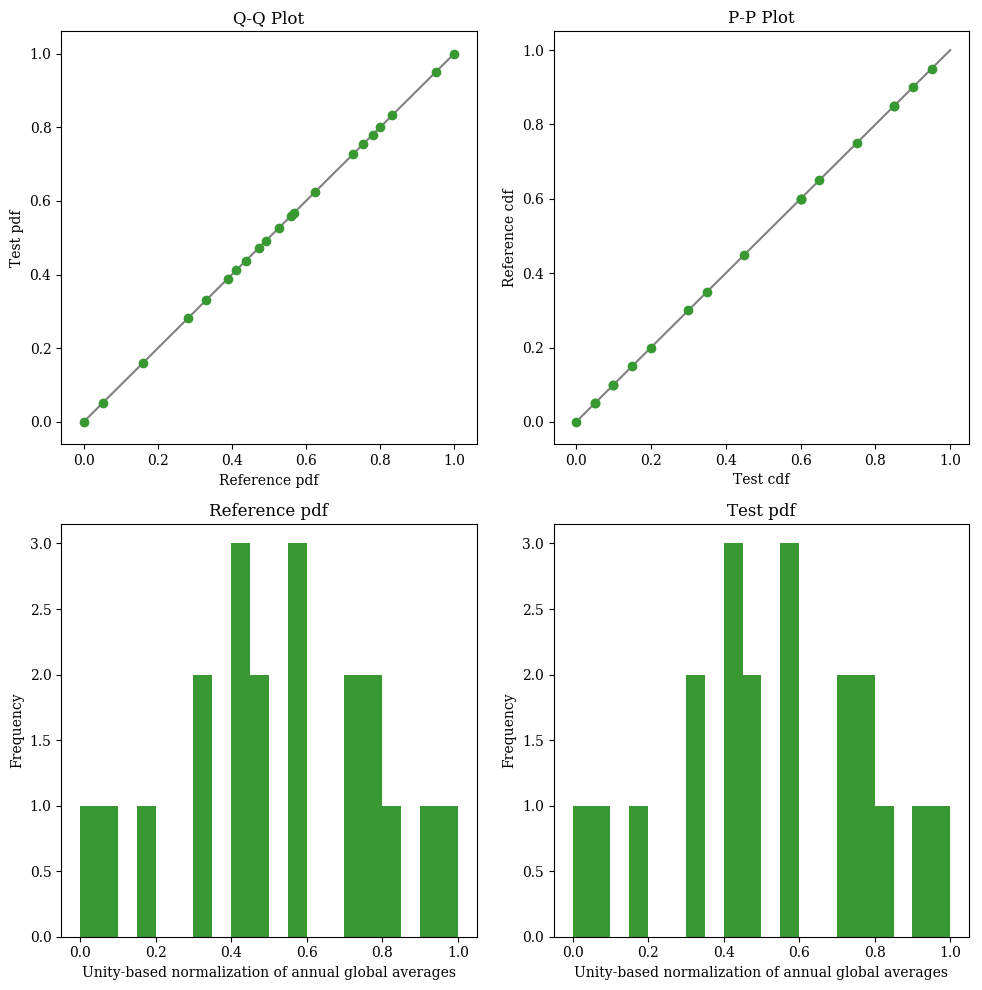 Q-Q Plot
1.0
0.8
0.6
0.4
0.2
0.0
Test pdf
0.0 0.2 0.4 0.6 0.8 1.0
Reference pdf
P-P Plot
1.0
0.8
0.6
0.4
0.2
0.0
Reference cdf
0.0 0.2 0.4 0.6 0.8 1.0
Test cdf
Reference pdf
3.0
2.5
2.0
1.5
1.0
0.5
0.0
Frequency
0.0 0.2 0.4 0.6 0.8 1.0
Unity-based normalization of annual global averages
Test pdf
3.0
2.5
2.0
1.5
1.0
0.5
0.0
Frequency
0.0 0.2 0.4 0.6 0.8 1.0
Unity-based normalization of annual global averages